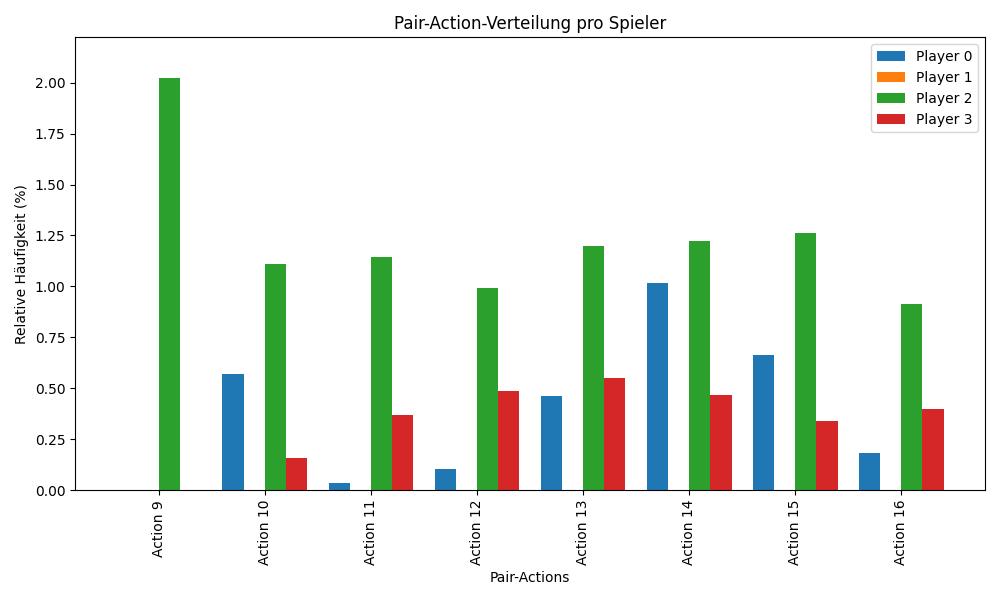 Pair-Action-Verteilung pro Spieler
Player 0
Player 1
Player 2
Player 3
Relative Häufigkeit (%)
2.00
1.75
1.50
1.25
1.00
0.75
0.50
0.25
0.00
Action 9
Action 10
Action 11
Action 12
Action 13
Action 14
Action 15
Action 16
Pair-Actions